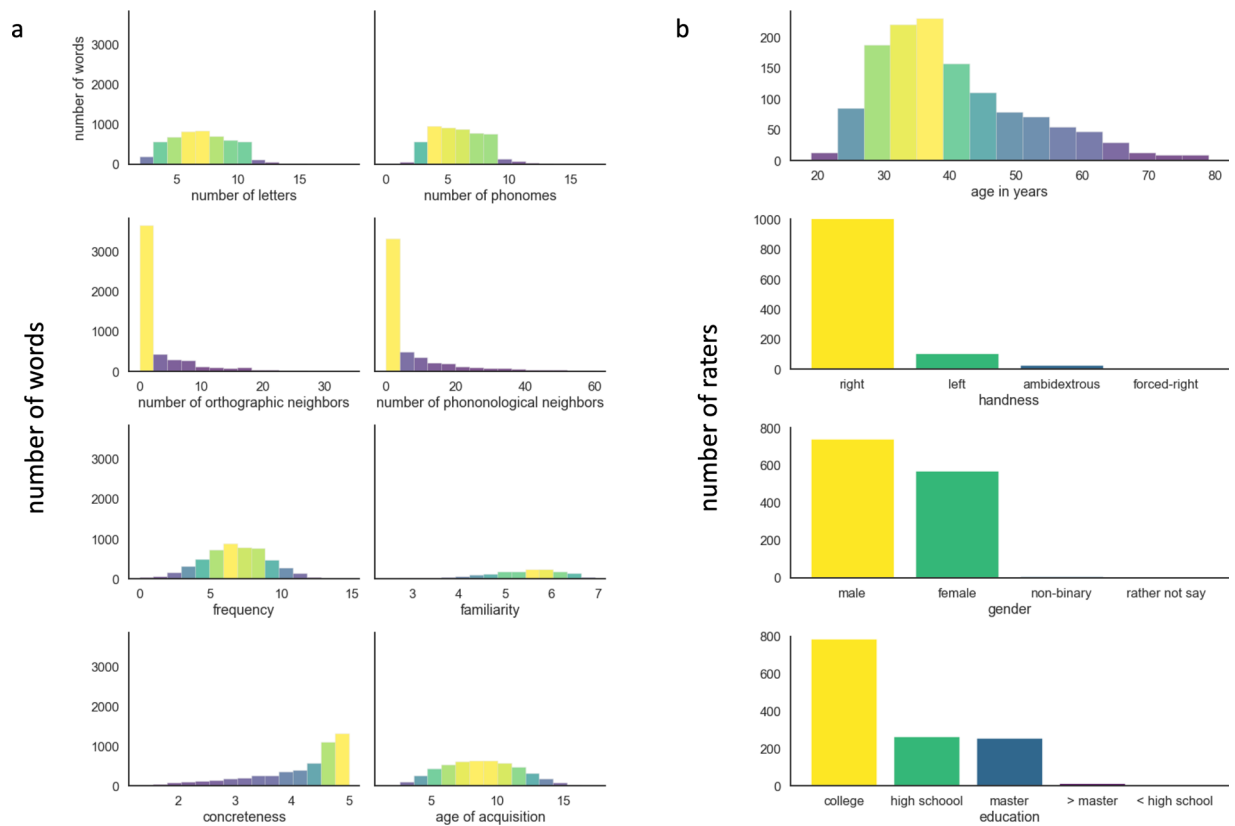 a
number of words
number of words
3000
2000
1000
0
5 10 15
number of letters
0 5 10 15
number of phonomes
3000
2000
1000
0
0 10 20 30
number of orthographic neighbors
0 20 40 60
number of phononological neighbors
3000
2000
1000
0
0 5 10 15
frequency
3 4 5 6 7
familiarity
3000
2000
1000
0
2 3 4 5
concreteness
5 10 15
age of acquisition
b
number of raters
200
150
100
50
0
20 30 40 50 60 70 80
age in years
1000
800
600
400
200
0
right left ambidextrous forced-right
handness
800
600
400
200
0
male female non-binary rather not say
gender
800
600
400
200
0
college high schoool master > master < high school
education